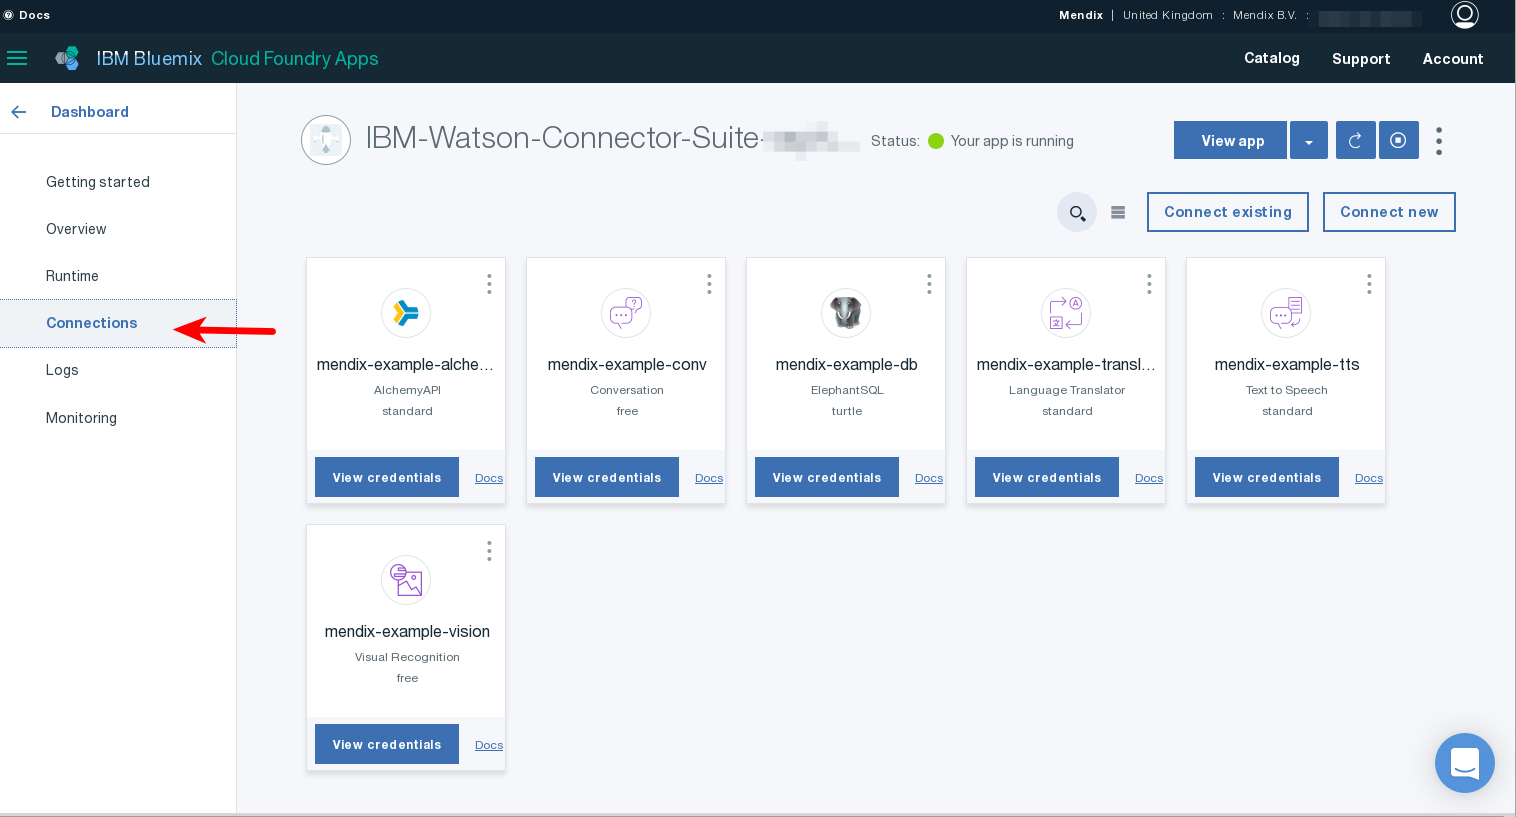 Docs
Mendix | United Kingdom : Mendix B.V. :
IBM Bluemix Cloud Foundry Apps
Catalog Support Account
Dashboard
Getting started
Overview
Runtime
Connections
Logs
Monitoring
IBM-Watson-Connector-Suite-
Status: Your app is running
View app
Connect existing
Connect new
mendix-example-alche...
AlchemyAPI
standard
View credentials Docs
mendix-example-conv
Conversation
free
View credentials Docs
mendix-example-db
ElephantSQL
turtle
View credentials Docs
mendix-example-transl...
Language Translator
standard
View credentials Docs
mendix-example-tts
Text to Speech
standard
View credentials Docs
mendix-example-vision
Visual Recognition
free
View credentials Docs